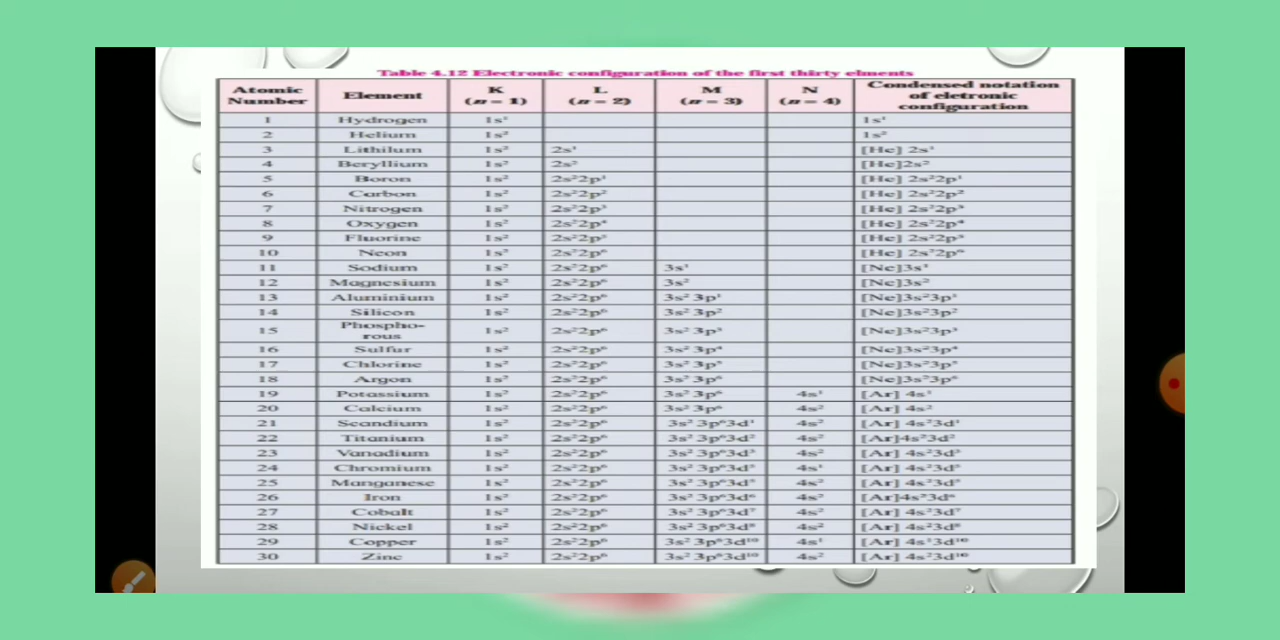 Table 4.12 Electronic configuration of the first thirty elments
Atomic Number Element K (n = 1) L (n = 2) M (n = 3) N (n = 4) Condensed notation of eletronic configuration
1 Hydrogen 1s¹ 1s¹
2 Helium 1s² 1s²
3 Lithilum 1s² 2s¹ [He] 2s¹
4 Beryllium 1s² 2s² [He]2s²
5 Boron 1s² 2s²2p¹ [He] 2s²2p¹
6 Carbon 1s² 2s²2p² [He] 2s²2p²
7 Nitrogen 1s² 2s²2p³ [He] 2s²2p³
8 Oxygen 1s² 2s²2p⁴ [He] 2s²2p⁴
9 Fluorine 1s² 2s²2p⁵ [He] 2s²2p⁵
10 Neon 1s² 2s²2p⁶ [He] 2s²2p⁶
11 Sodium 1s² 2s²2p⁶ 3s¹ [Ne]3s¹
12 Magnesium 1s² 2s²2p⁶ 3s² [Ne]3s²
13 Aluminium 1s² 2s²2p⁶ 3s² 3p¹ [Ne]3s²3p¹
14 Silicon 1s² 2s²2p⁶ 3s² 3p² [Ne]3s²3p²
15 Phospho-rous 1s² 2s²2p⁶ 3s² 3p³ [Ne]3s²3p³
16 Sulfur 1s² 2s²2p⁶ 3s² 3p⁴ [Ne]3s²3p⁴
17 Chlorine 1s² 2s²2p⁶ 3s² 3p⁵ [Ne]3s²3p⁵
18 Argon 1s² 2s²2p⁶ 3s² 3p⁶ [Ne]3s²3p⁶
19 Potassium 1s² 2s²2p⁶ 3s² 3p⁶ 4s¹ [Ar] 4s¹
20 Calcium 1s² 2s²2p⁶ 3s² 3p⁶ 4s² [Ar] 4s²
21 Scandium 1s² 2s²2p⁶ 3s² 3p⁶3d¹ 4s² [Ar] 4s²3d¹
22 Titanium 1s² 2s²2p⁶ 3s² 3p⁶3d² 4s² [Ar]4s²3d²
23 Vanadium 1s² 2s²2p⁶ 3s² 3p⁶3d³ 4s² [Ar] 4s²3d³
24 Chromium 1s² 2s²2p⁶ 3s² 3p⁶3d⁵ 4s¹ [Ar]
25 Manganese 1s² 2s²2p⁶ 3s² 3p⁶3d⁵ 4s² [Ar] 4s²3d⁵
26 Iron 1s² 2s²2p⁶ 3s² 3p⁶3d⁶ 4s² [Ar]4s²3d⁶
27 Cobalt 1s² 2s²2p⁶ 3s² 3p⁶3d⁷ 4s² [Ar] 4s²3d⁷
28 Nickel 1s² 2s²2p⁶ 3s² 3p⁶3d⁸ 4s² [Ar] 4s²3d⁸
29 Copper 1s² 2s²2p⁶ 3s² 3p⁶3d¹⁰ 4s¹ [Ar] 4s¹3d¹⁰
30 Zinc 1s² 2s²2p⁶ 3s² 3p⁶3d¹⁰ 4s² [Ar] 4s²3d¹⁰